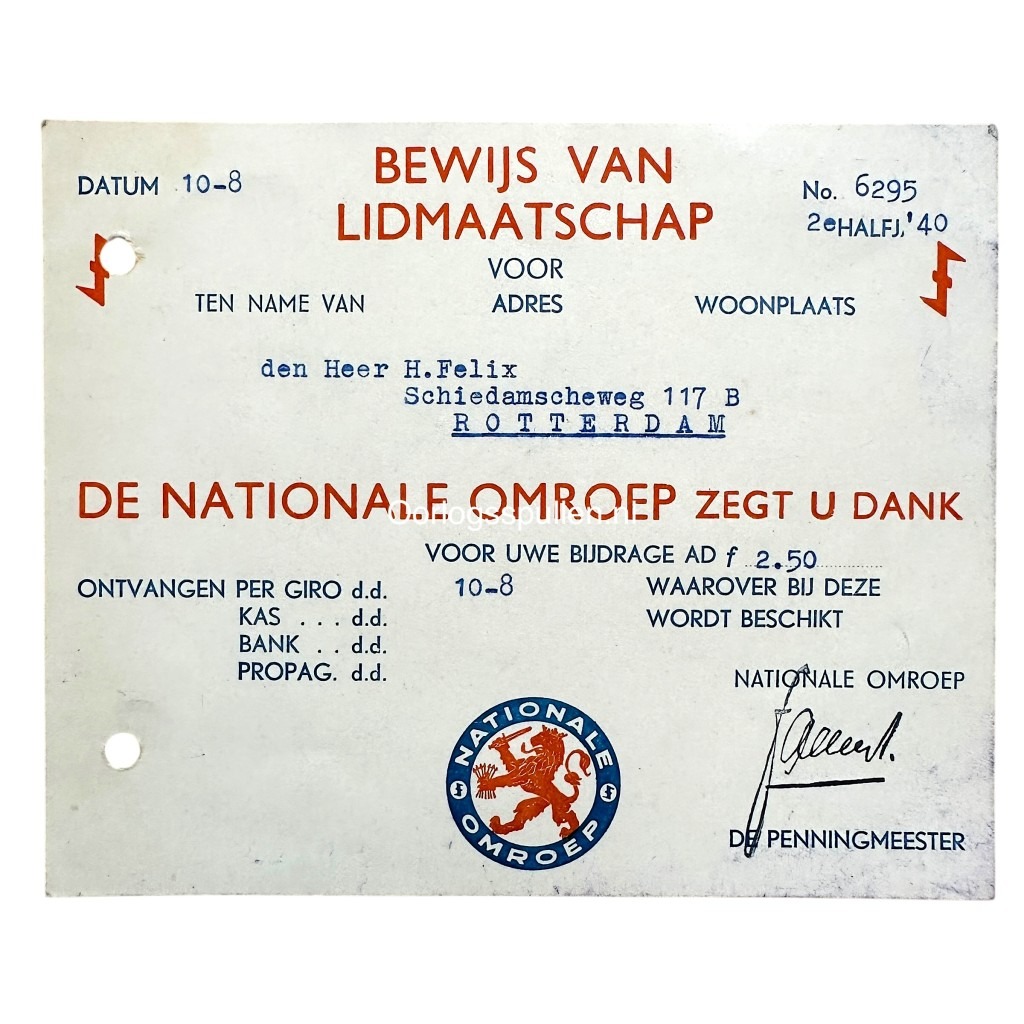 BEWIJS VAN
DATUM 10-8
No. 6295
LIDMAATSCHAP
2eHALFJ.'40
VOOR
TEN NAME VAN ADRES WOONPLAATS
den Heer H.Felix
Schiedamscheweg 117 B
ROTTERDAM
DE NATIONALE OMROEP ZEGT U DANK
Oorlogsspullen.nl
VOOR UWE BIJDRAGE AD f 2.50
ONTVANGEN PER GIRO d.d. 10-8 WAAROVER BIJ DEZE
KAS ... d.d. WORDT BESCHIKT
BANK .. d.d.
PROPAG. d.d.
NATIONALE OMROEP
NATIONALE
OMROEP
DE PENNINGMEESTER